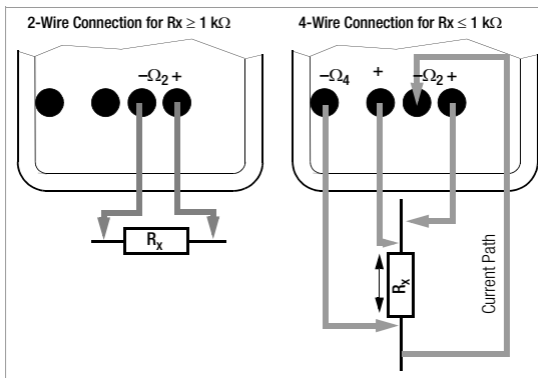 2-Wire Connection for Rx ≥ 1 kΩ
4-Wire Connection for Rx ≤ 1 kΩ
–Ω₂ +
–Ω₄ + –Ω₂ +
Rₓ
Rₓ
Current Path